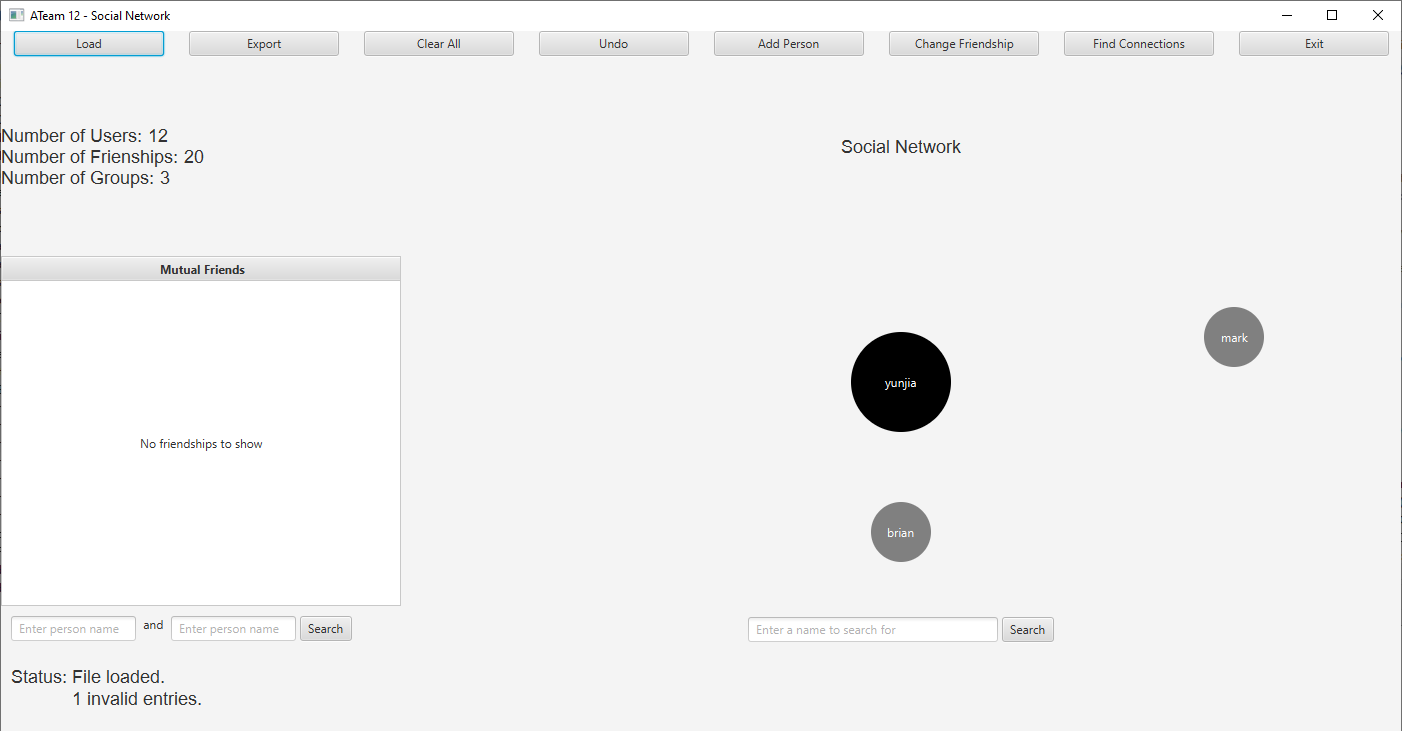 ATeam 12 - Social Network
Load Export Clear All Undo Add Person Change Friendship Find Connections Exit
Number of Users: 12
Number of Frienships: 20
Number of Groups: 3
Social Network
Mutual Friends
No friendships to show
mark
yunjia
brian
Enter person name and Enter person name Search
Enter a name to search for Search
Status: File loaded.
1 invalid entries.